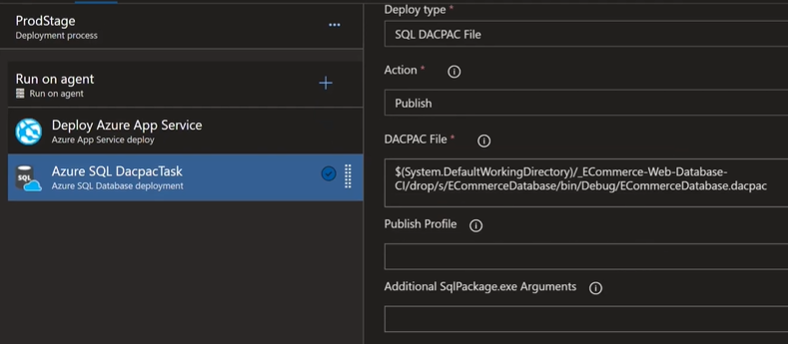 ProdStage
Deployment process
Run on agent
Run on agent
Deploy Azure App Service
Azure App Service deploy
SQL
Azure SQL DacpacTask
Azure SQL Database deployment
Deploy type *
SQL DACPAC File
Action *
Publish
DACPAC File *
$(System.DefaultWorkingDirectory)/_ECommerce-Web-Database-
CI/drop/s/ECommerceDatabase/bin/Debug/ECommerceDatabase.dacpac
Publish Profile
Additional SqlPackage.exe Arguments